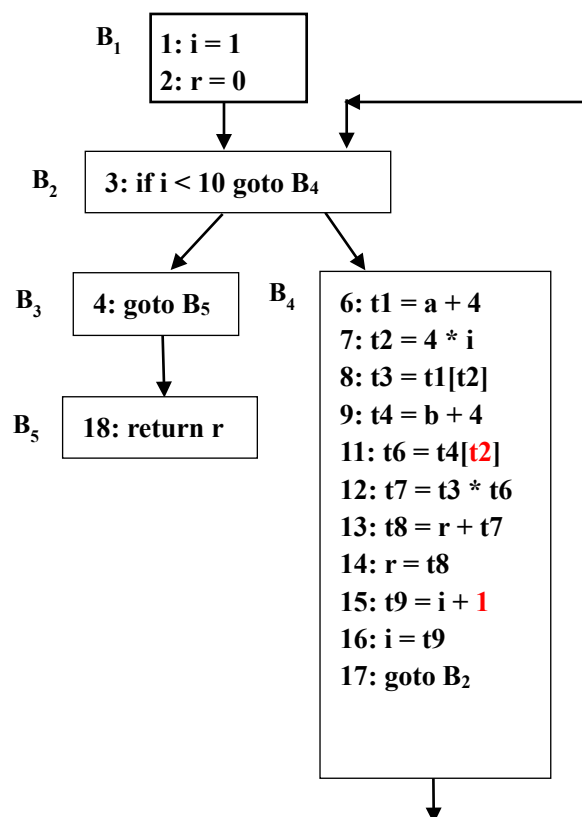 B₁
1: i = 1
2: r = 0
B₂
3: if i < 10 goto B₄
B₃
4: goto B₅
B₅
18: return r
B₄
6: t1 = a + 4
7: t2 = 4 * i
8: t3 = t1[t2]
9: t4 = b + 4
11: t6 = t4[t2]
12: t7 = t3 * t6
13: t8 = r + t7
14: r = t8
15: t9 = i + 1
16: i = t9
17: goto B₂